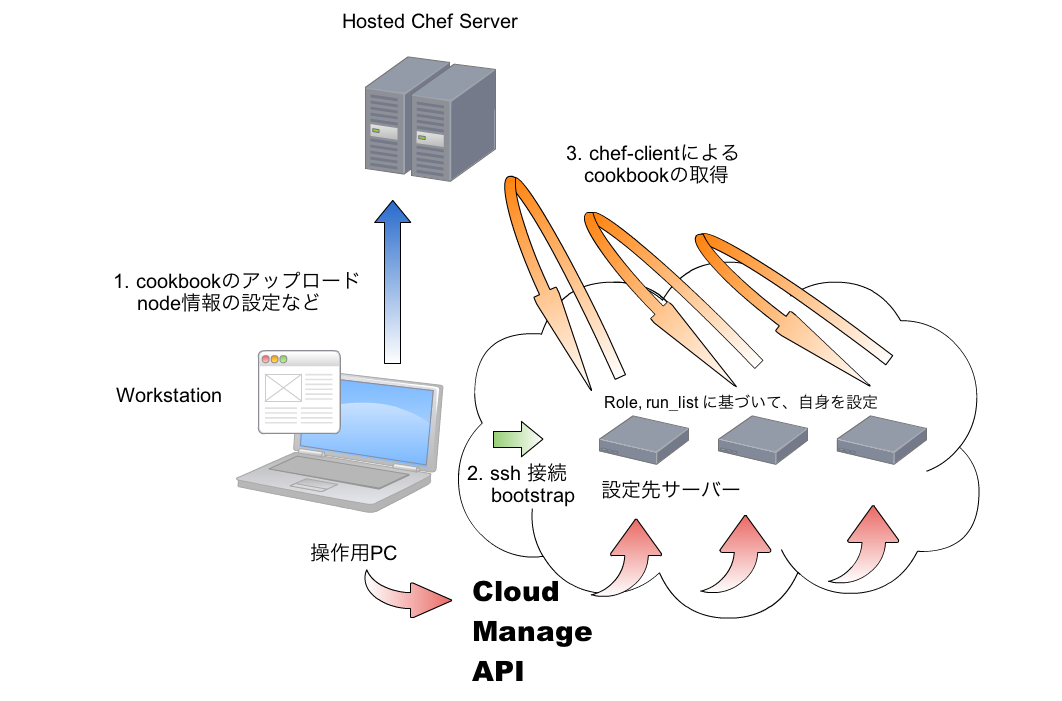 Hosted Chef Server
3. chef-clientによる
cookbookの取得
1. cookbookのアップロード
node情報の設定など
Workstation
Role, run_list に基づいて、自身を設定
2. ssh 接続
bootstrap
設定先サーバー
操作用PC
Cloud
Manage
API